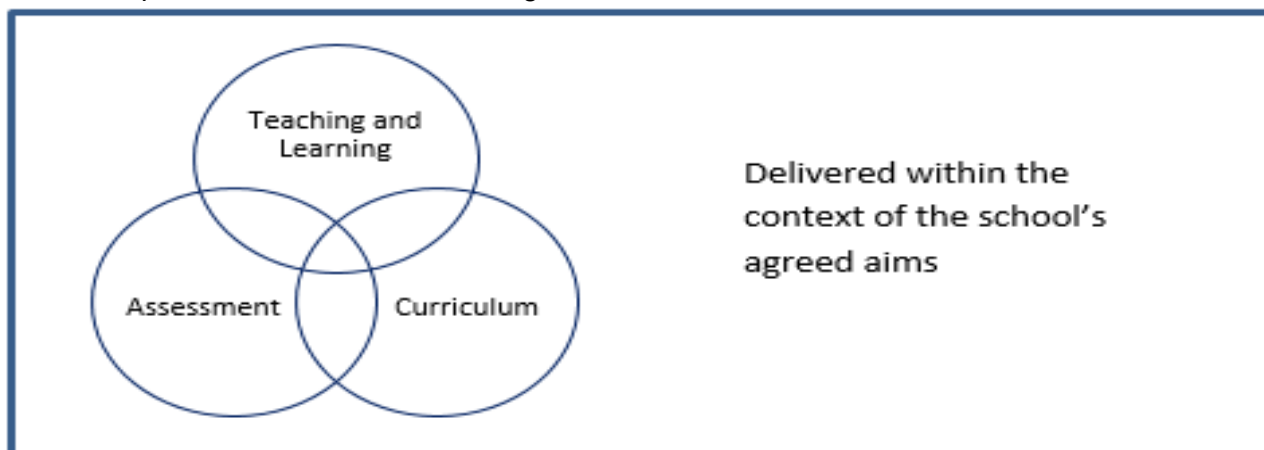 Teaching and
Learning
Assessment
Curriculum
Delivered within the
context of the school's
agreed aims